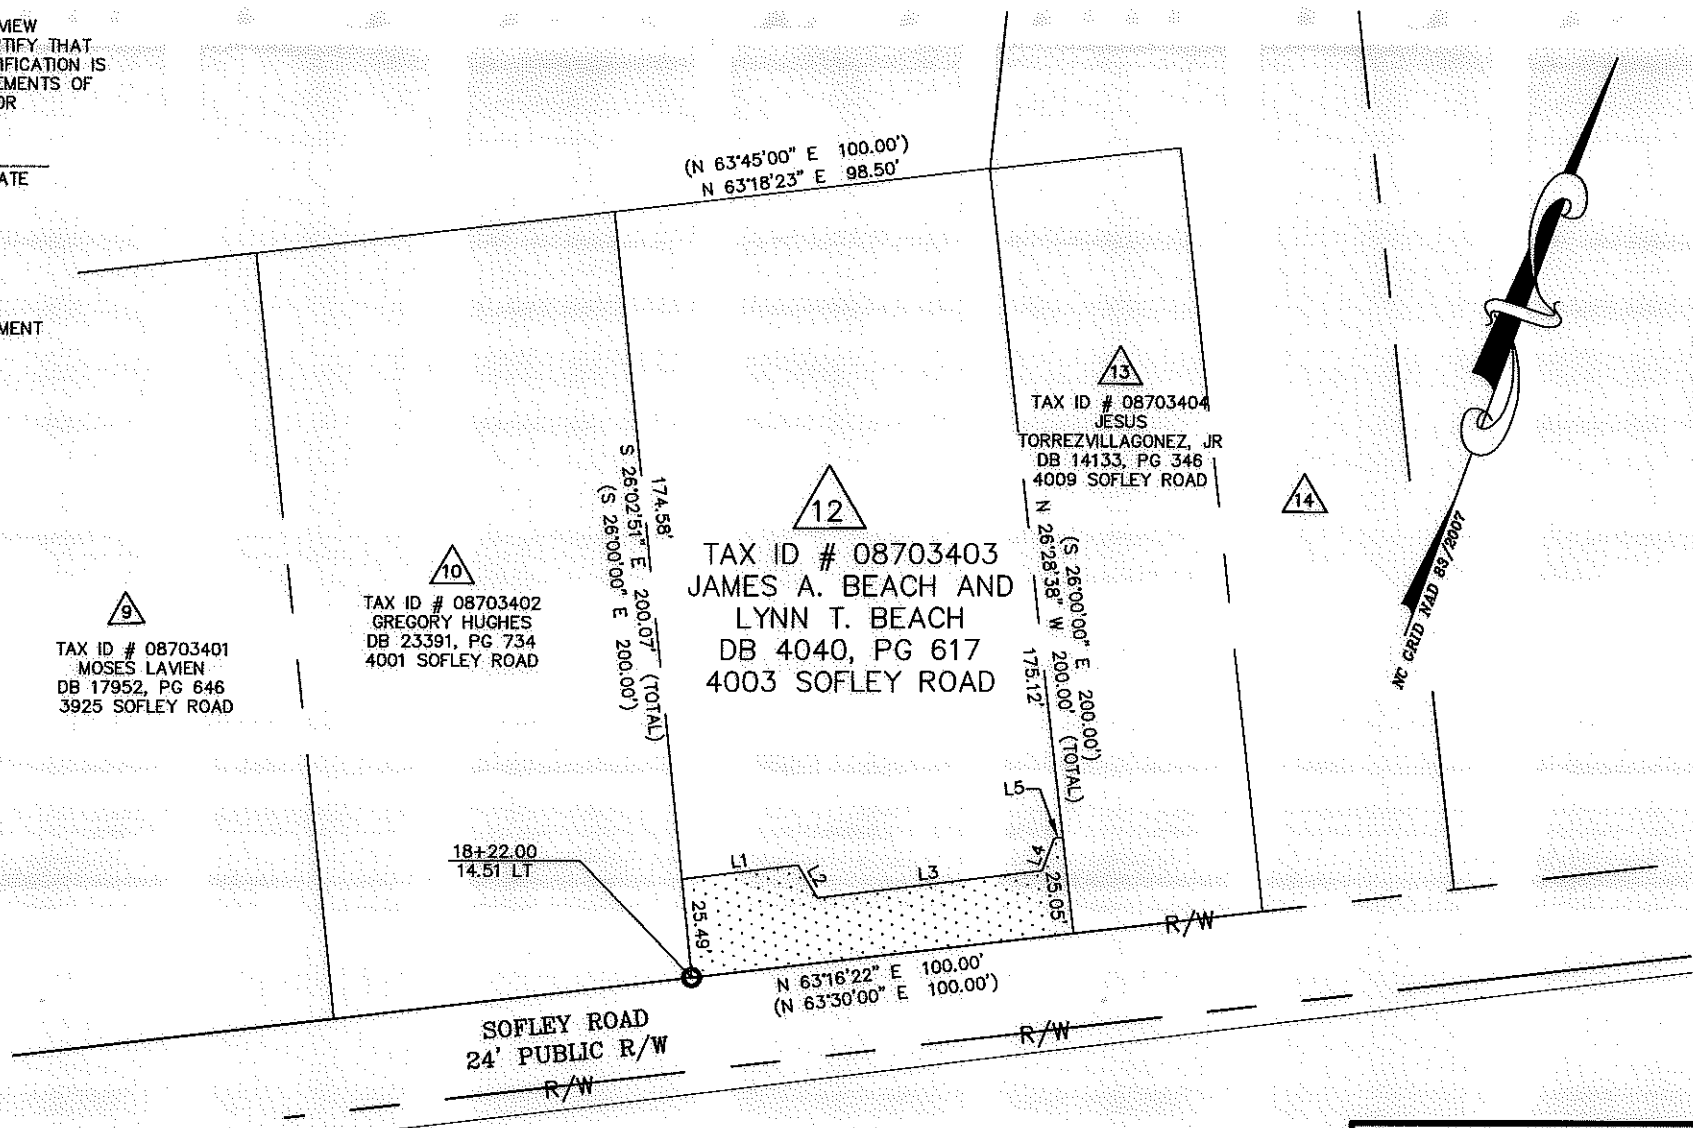 VIEW
TIFY THAT
IFICATION IS
EMENTS OF
OR
ATE
MENT
(N 63°45'00" E 100.00')
N 63°18'23" E 98.50'
13
TAX ID # 08703404
JESUS
TORREZVILLAGONEZ, JR
DB 14133, PG 346
4009 SOFLEY ROAD
14
174.58'
S 26°02'51" E 200.07' (TOTAL)
(S 26°00'00" E 200.00')
12
TAX ID # 08703403
JAMES A. BEACH AND
LYNN T. BEACH
DB 4040, PG 617
4003 SOFLEY ROAD
(S 26°00'00" E 200.00')
N 26°28'38" W 200.00' (TOTAL)
175.12'
NC GRID NAD 83/2007
10
TAX ID # 08703402
GREGORY HUGHES
DB 23391, PG 734
4001 SOFLEY ROAD
9
TAX ID # 08703401
MOSES LAVIEN
DB 17952, PG 646
3925 SOFLEY ROAD
L5
18+22.00
14.51 LT
L1
L2
L3
L4
25.49'
25.05'
R/W
N 63°16'22" E 100.00'
(N 63°30'00" E 100.00')
SOFLEY ROAD
24' PUBLIC R/W
R/W
R/W